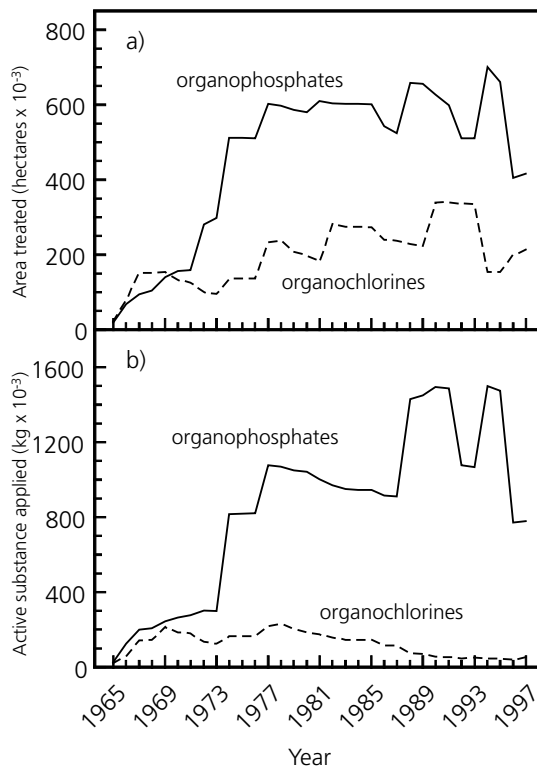 a)
Area treated (hectares x 10⁻³)
800
600
400
200
0
organophosphates
organochlorines
b)
Active substance applied (kg x 10⁻³)
1600
1200
800
400
0
organophosphates
organochlorines
1965
1969
1973
1977
1981
1985
1989
1993
1997
Year